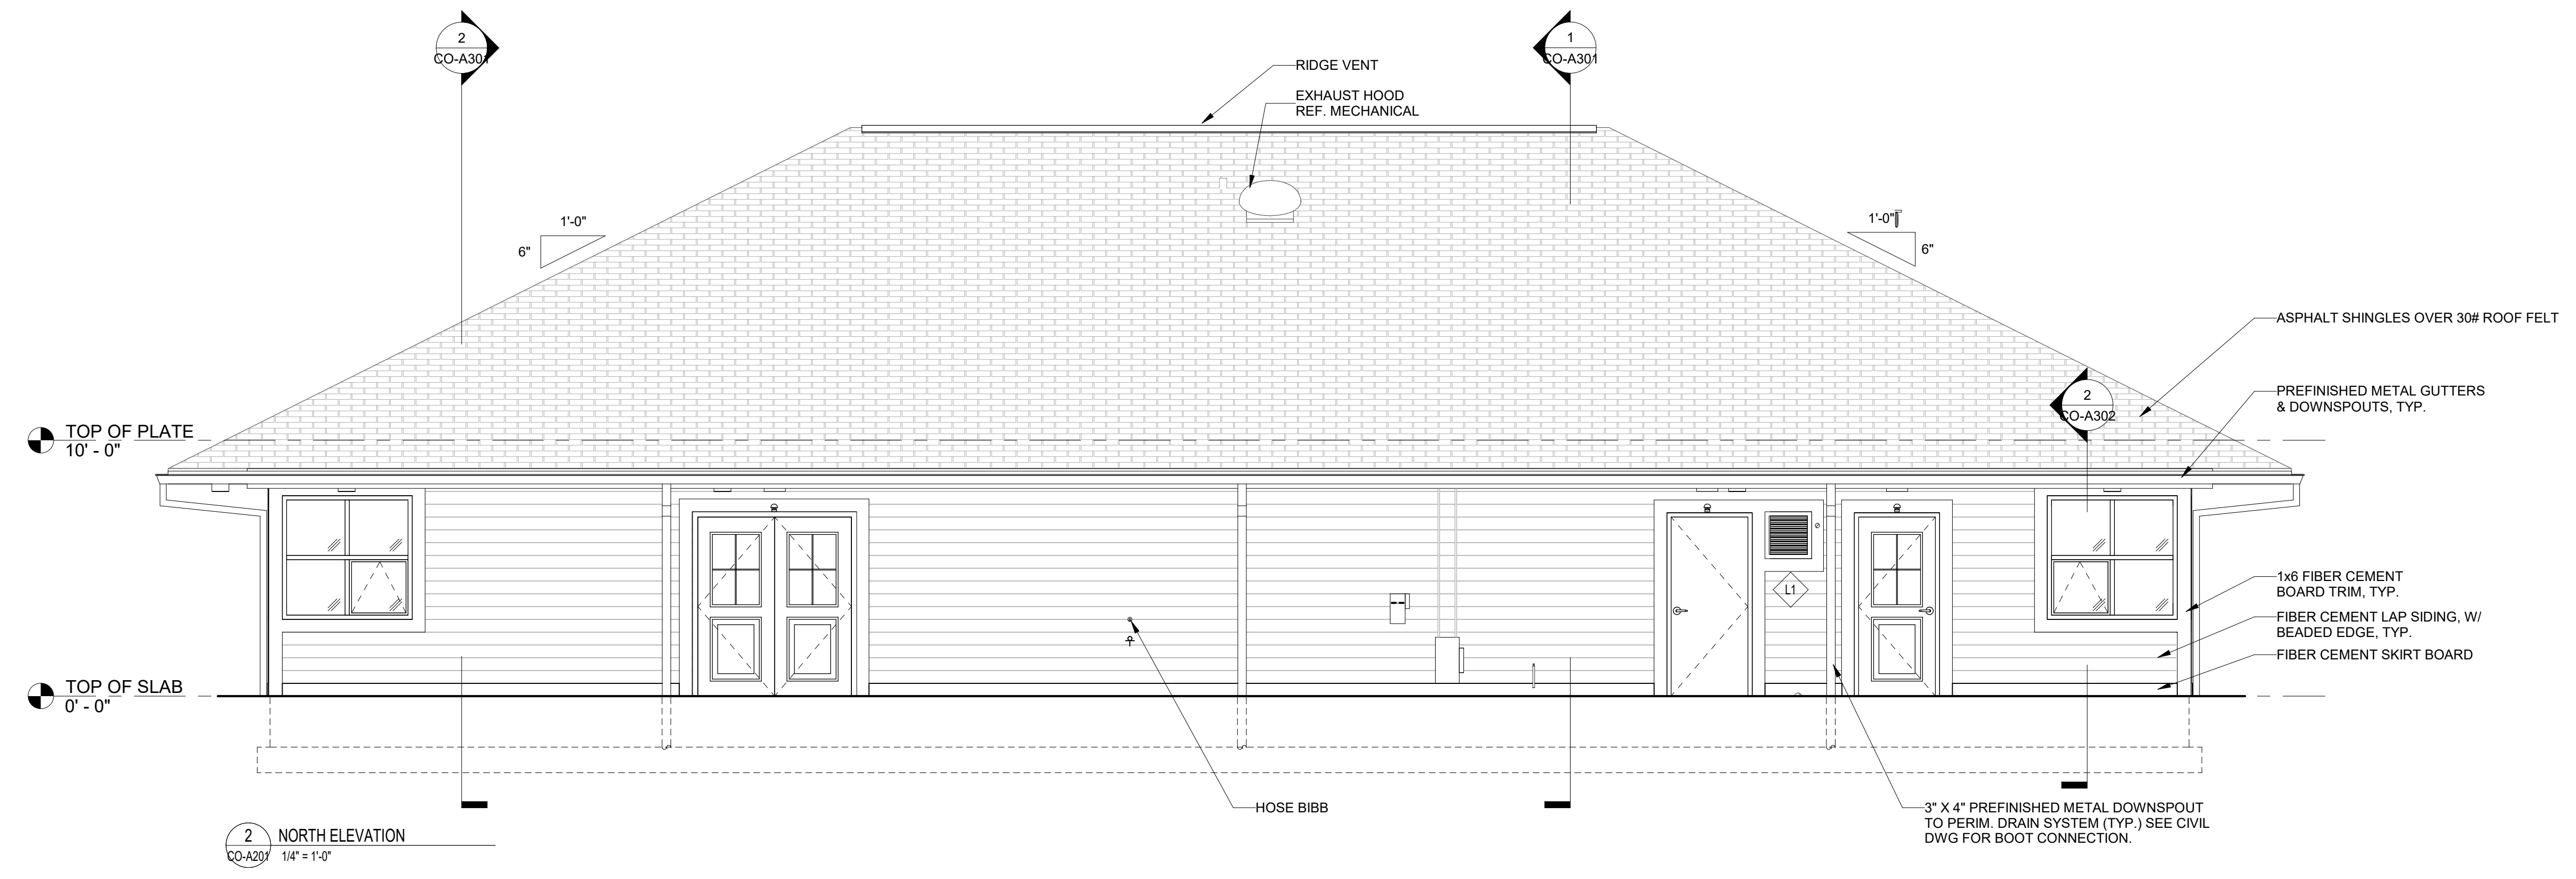 2
CO-A301
1
CO-A301
RIDGE VENT
EXHAUST HOOD
REF. MECHANICAL
1'-0"
6"
1'-0"
6"
ASPHALT SHINGLES OVER 30# ROOF FELT
PREFINISHED METAL GUTTERS
& DOWNSPOUTS, TYP.
2
CO-A302
TOP OF PLATE
10' - 0"
L1
1x6 FIBER CEMENT
BOARD TRIM, TYP.
FIBER CEMENT LAP SIDING, W/
BEADED EDGE, TYP.
FIBER CEMENT SKIRT BOARD
TOP OF SLAB
0' - 0"
HOSE BIBB
3" X 4" PREFINISHED METAL DOWNSPOUT
TO PERIM. DRAIN SYSTEM (TYP.) SEE CIVIL
DWG FOR BOOT CONNECTION.
2
CO-A201
NORTH ELEVATION
1/4" = 1'-0"